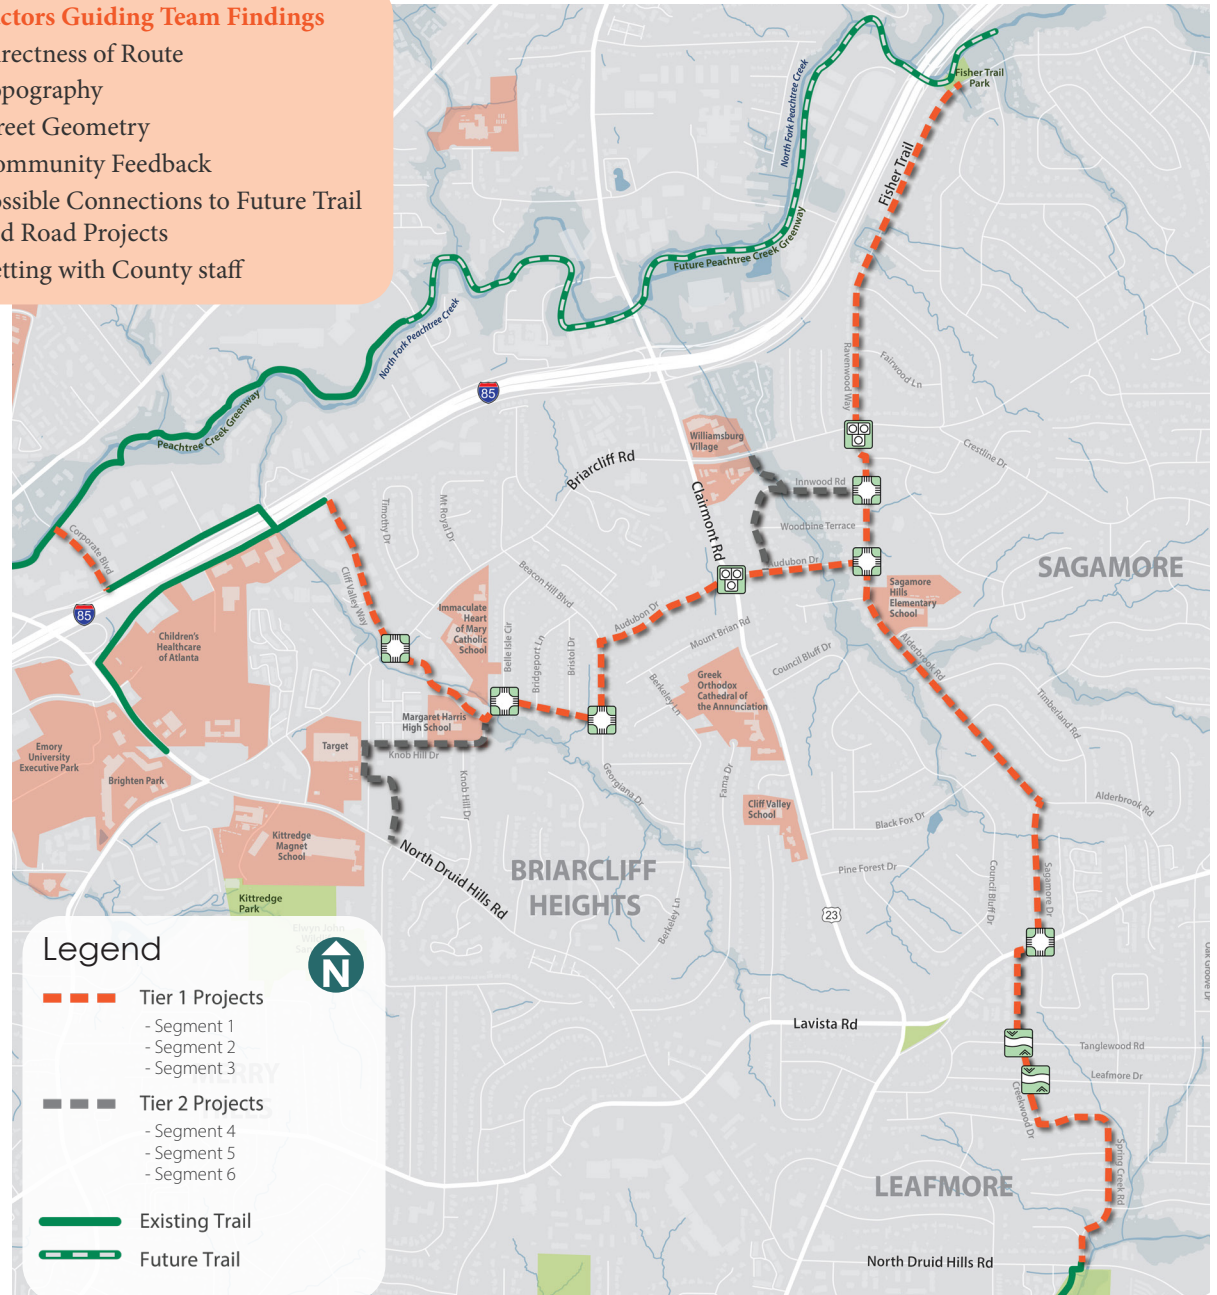 ctors Guiding Team Findings
irectness of Route
opography
reet Geometry
ommunity Feedback
ossible Connections to Future Trail
d Road Projects
etting with County staff
Fisher Trail
Park
North Fork Peachtree Creek
Fisher Trail
Future Peachtree Creek Greenway
North Fork Peachtree Creek
Peachtree Creek Greenway
85
Ravenwood Way
Fairwood Ln
Crestline Dr
Williamsburg
Village
Briarcliff Rd
Clairmont Rd
Innwood Rd
Woodbine Terrace
Audubon Dr
SAGAMORE
Sagamore
Hills
Elementary
School
Timothy Dr
Mt Royal Dr
Corporate Blvd
85
Cliff Valley Way
Beacon Hill Blvd
Children's
Healthcare
of Atlanta
Immaculate
Heart
of Mary
Catholic
School
Belle Isle Cir
Bridgeport Ln
Bristol Dr
Audubon Dr
Mount Brian Rd
Council Bluff Dr
Alderbrook Rd
Greek
Orthodox
Cathedral of
the Annunciation
Berkeley Ln
Timberland Rd
Margaret Harris
High School
Target
Knob Hill Dr
Knob Hill Dr
Georgiana Dr
Fama Dr
Emory
University
Executive Park
Brighten Park
Cliff Valley
School
Alderbrook Rd
Black Fox Dr
Kittredge
Magnet
School
North Druid Hills Rd
BRIARCLIFF
HEIGHTS
Pine Forest Dr
Council Bluff Dr
Sagamore Dr
Berkeley Ln
23
Kittredge
Park
Oak Grove Dr
Legend
N
Tier 1 Projects
- Segment 1
- Segment 2
- Segment 3
Tier 2 Projects
- Segment 4
- Segment 5
- Segment 6
Existing Trail
Future Trail
Lavista Rd
Tanglewood Rd
Leafmore Dr
Creekwood Dr
Spring Creek Rd
LEAFMORE
North Druid Hills Rd